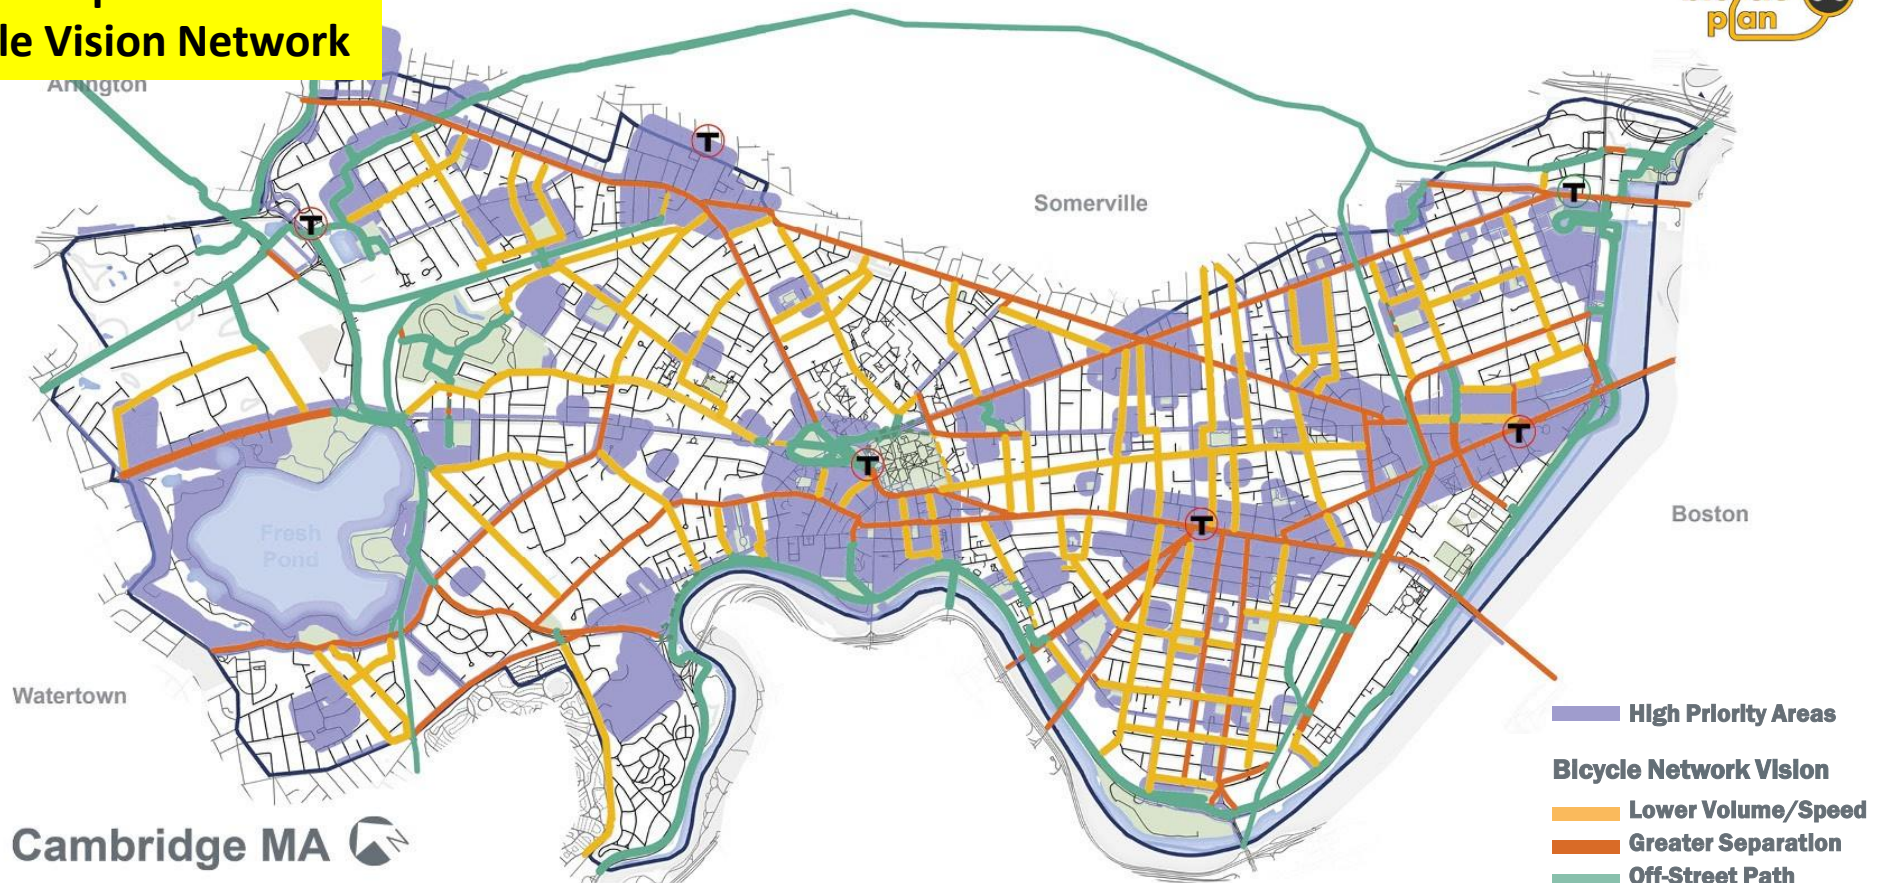 le Vision Network
plan
Arlington
Somerville
Fresh
Pond
Boston
Watertown
High Priority Areas
Bicycle Network Vision
Lower Volume/Speed
Greater Separation
Off-Street Path
Cambridge MA
N
T
T
T
T
T
T